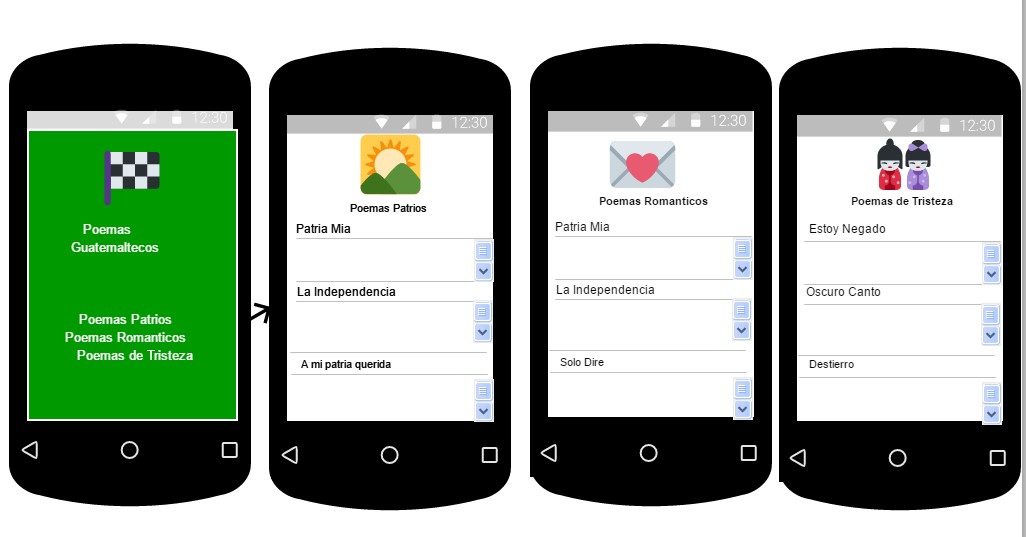 12:30
Poemas
Guatemaltecos
Poemas Patrios
Poemas Romanticos
Poemas de Tristeza
12:30
Poemas Patrios
Patria Mia
La Independencia
A mi patria querida
12:30
Poemas Romanticos
Patria Mia
La Independencia
Solo Dire
12:30
Poemas de Tristeza
Estoy Negado
Oscuro Canto
Destierro